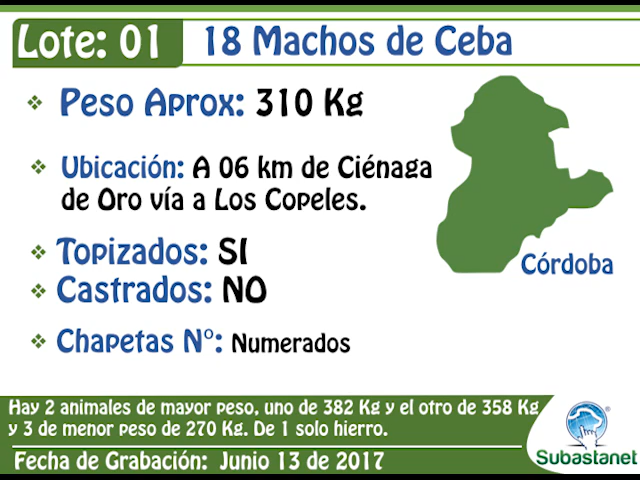 Lote: 01 18 Machos de Ceba
Peso Aprox: 310 Kg
Ubicación: A 06 km de Ciénaga
de Oro vía a Los Copeles.
Topizados: SI
Córdoba
Castrados: NO
Chapetas N°: Numerados
Hay 2 animales de mayor peso, uno de 382 Kg y el otro de 358 Kg
y 3 de menor peso de 270 Kg. De 1 solo hierro.
Fecha de Grabación: Junio 13 de 2017
Subastanet